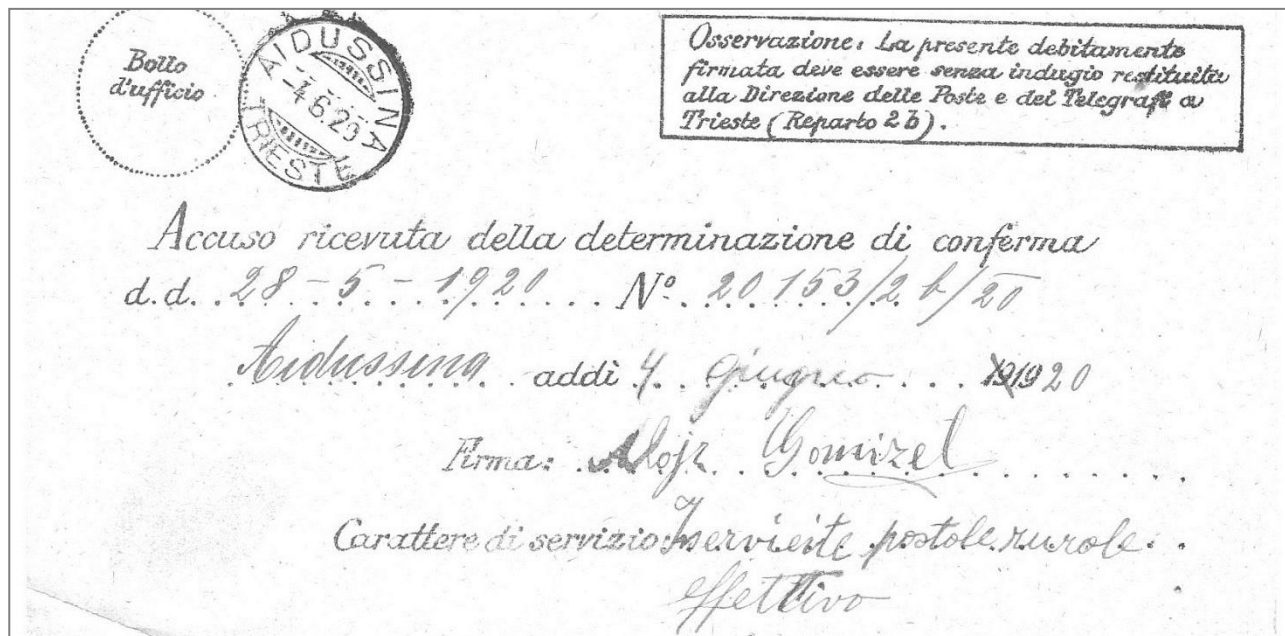 Bollo
d'ufficio
AIDUSSINA
4.6.20
TRIESTE
Osservazione: La presente debitamente
firmata deve essere senza indugio restituita
alla Direzione delle Poste e dei Telegrafi a
Trieste (Reparto 2 b).
Accuso ricevuta della determinazione di conferma
d.d. 28 - 5 - 1920 Nº 20153/2 b/20
Aidussina addì 4. giugno 1920
Firma: Alojz Gomizel
Carattere di servizio: Inserviente postale rurale
effettivo